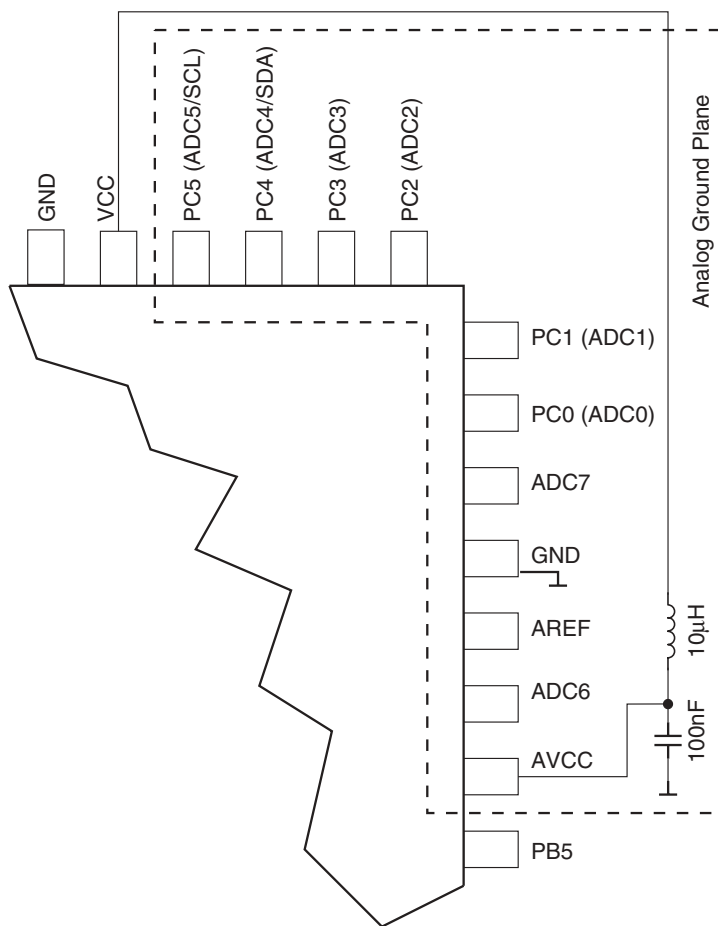 GND
VCC
PC5 (ADC5/SCL)
PC4 (ADC4/SDA)
PC3 (ADC3)
PC2 (ADC2)
Analog Ground Plane
PC1 (ADC1)
PC0 (ADC0)
ADC7
GND
AREF
ADC6
AVCC
PB5
10μH
100nF